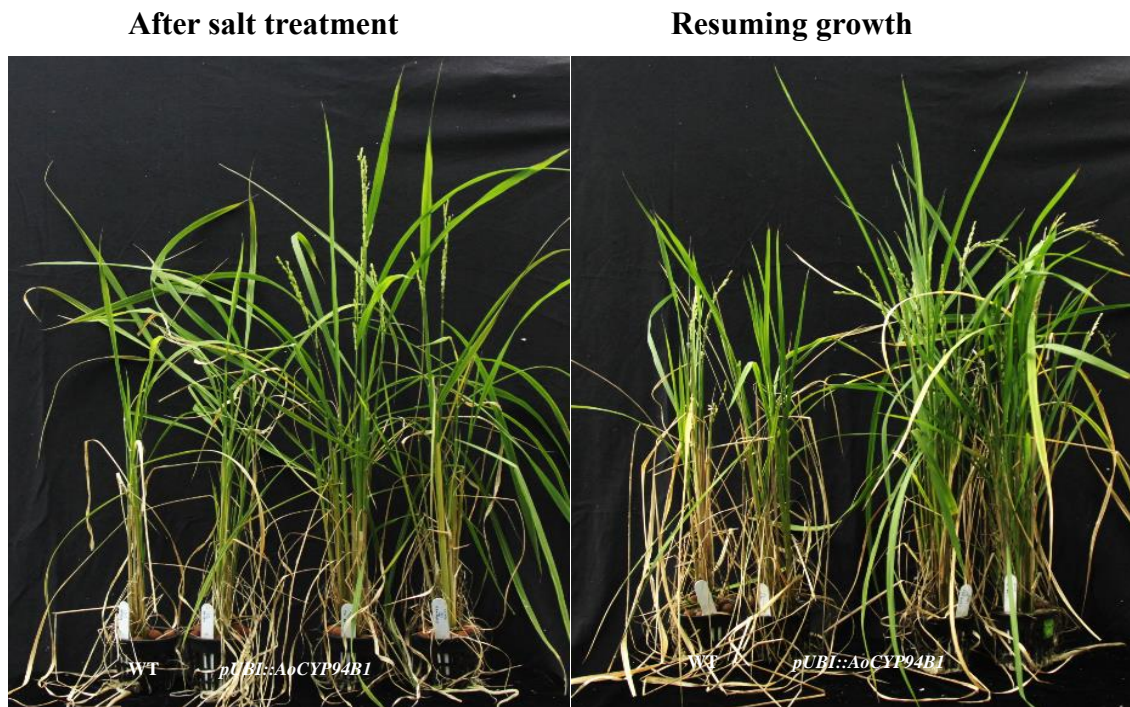 After salt treatment
Resuming growth
WT
pUBI::AoCYP94B1
WT
pUBI::AoCYP94B1